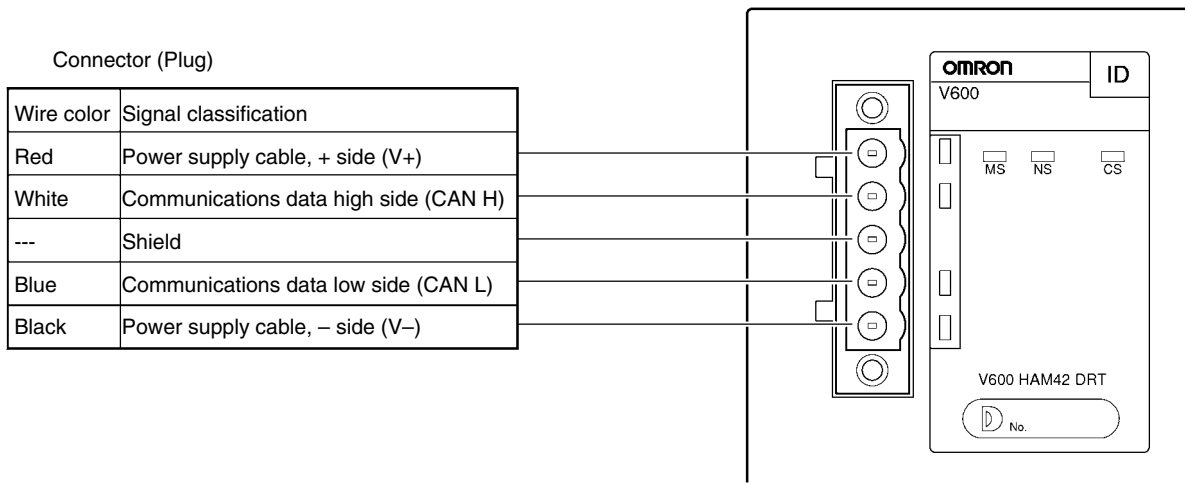 Connector (Plug)
Wire color Signal classification
Red Power supply cable, + side (V+)
White Communications data high side (CAN H)
--- Shield
Blue Communications data low side (CAN L)
Black Power supply cable, – side (V–)
OMRON
ID
V600
MS NS CS
V600 HAM42 DRT
D No.